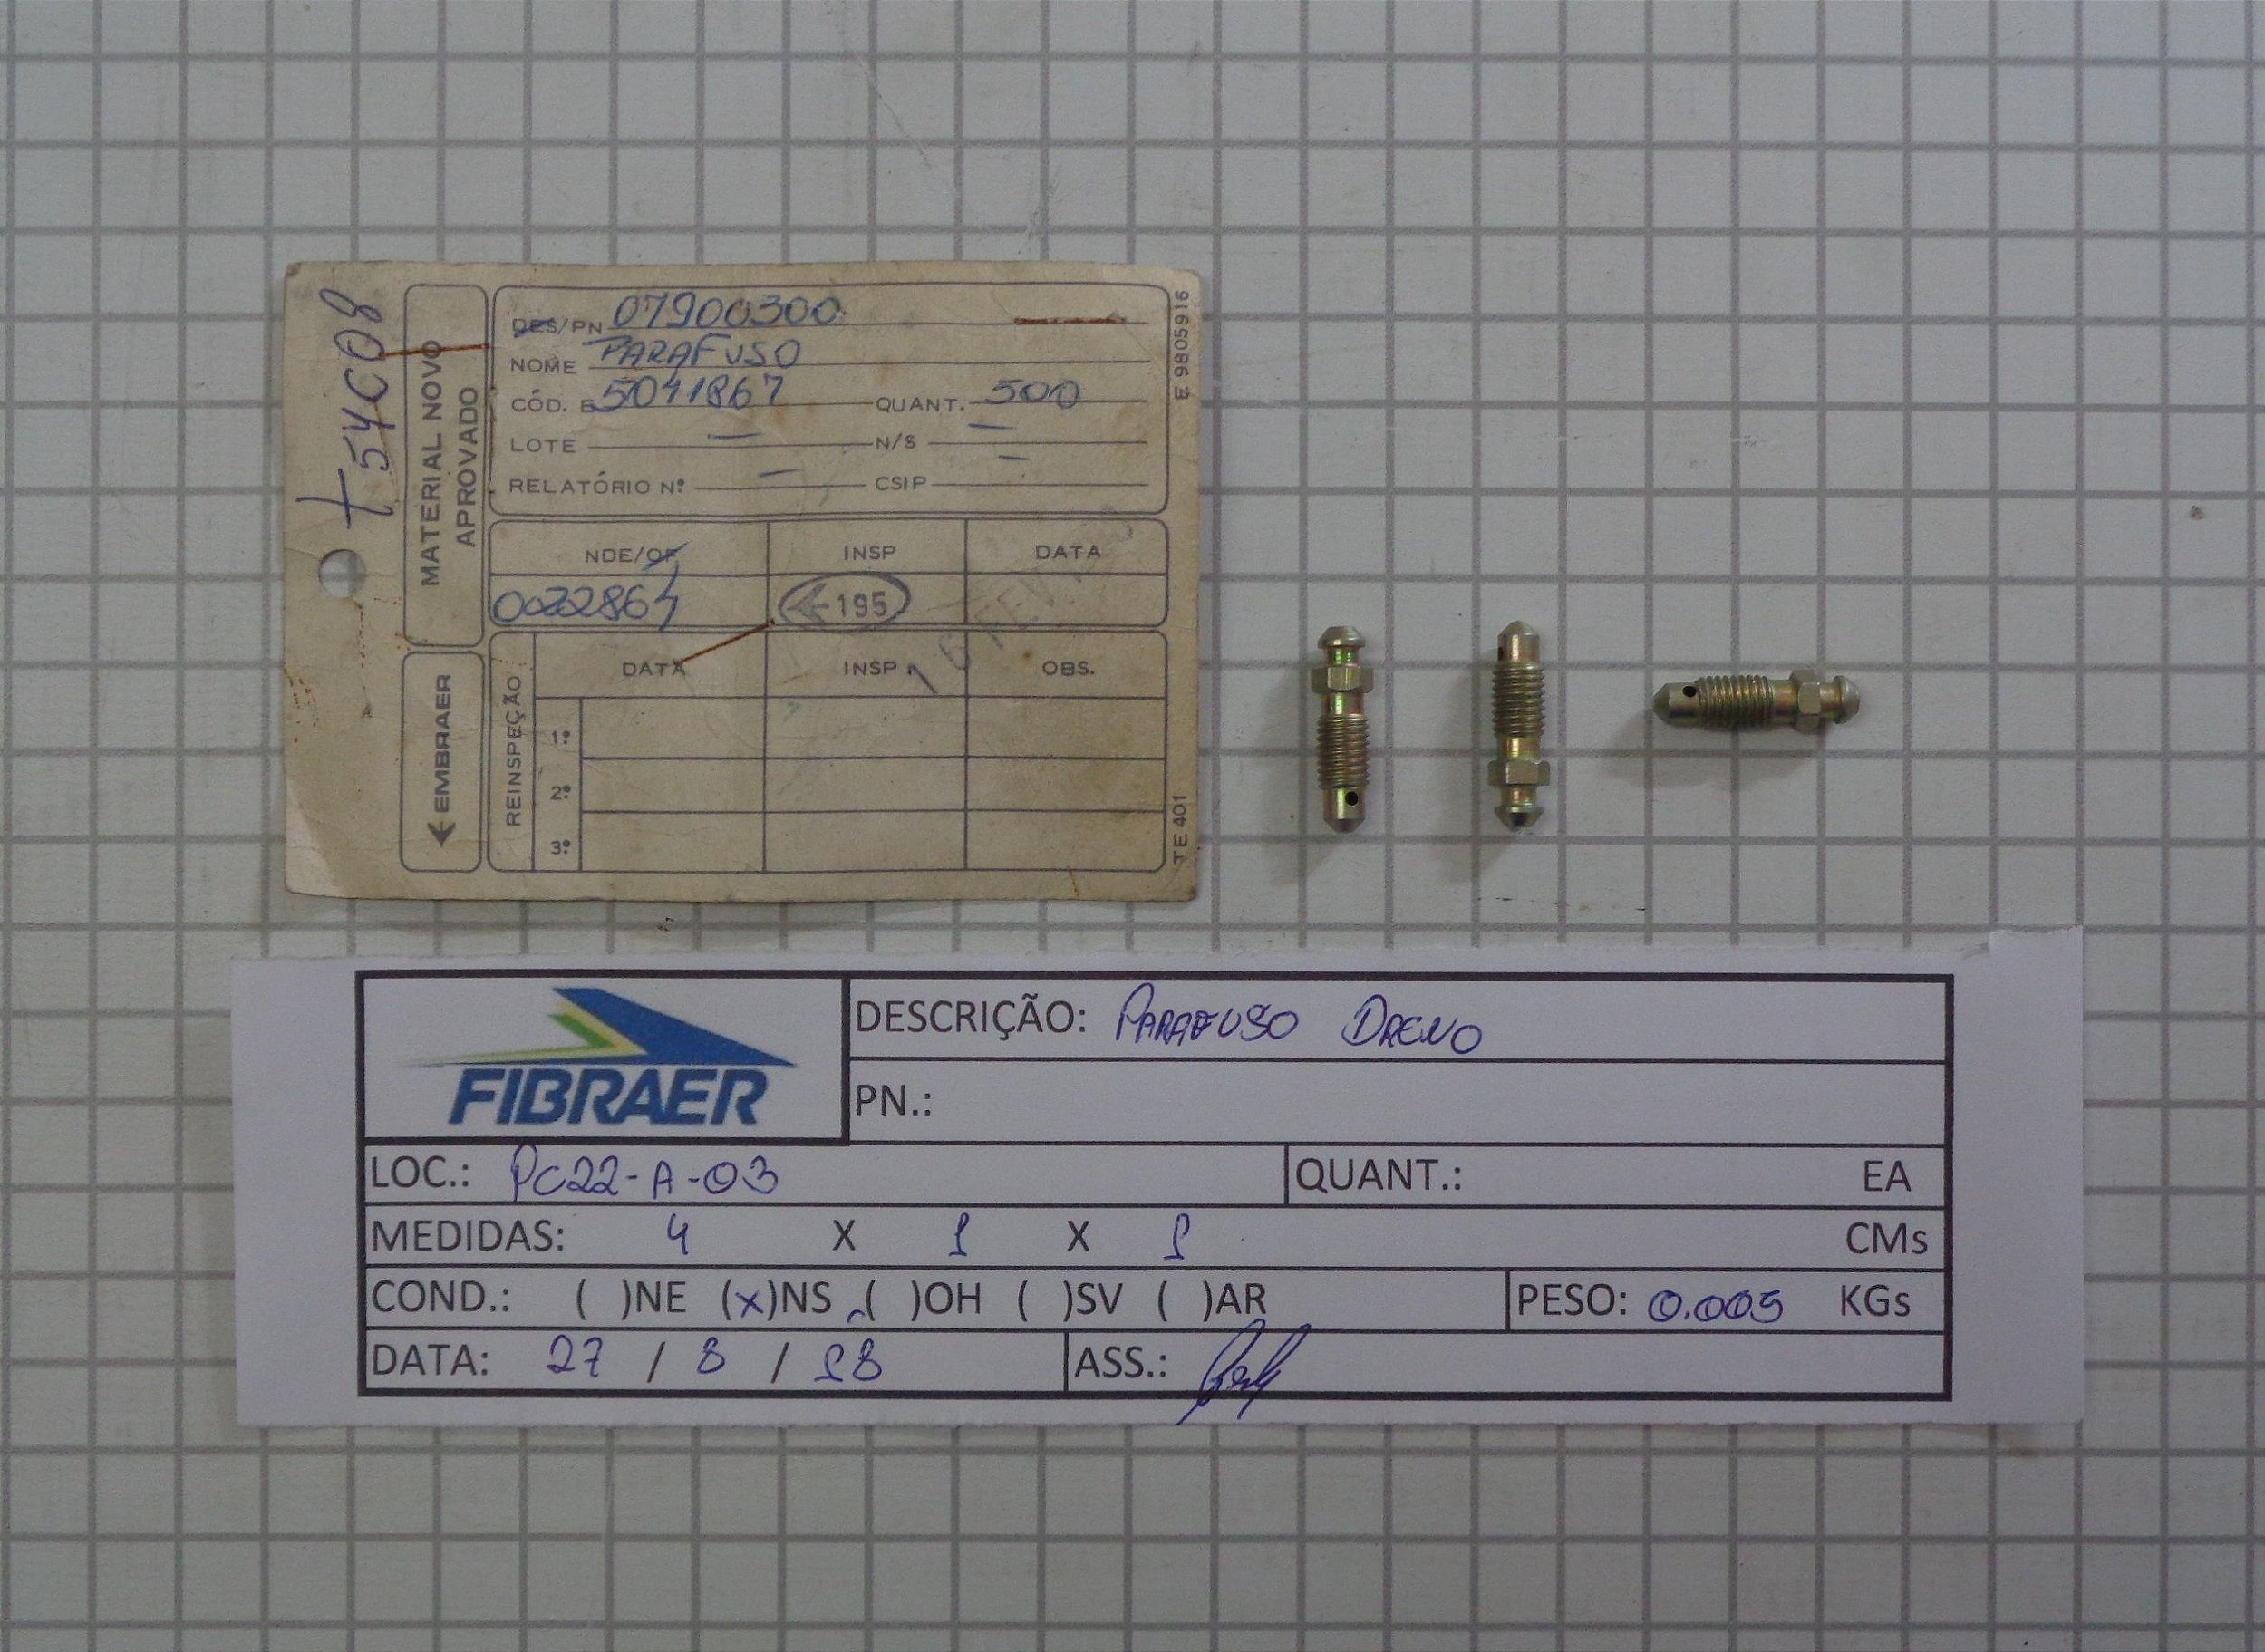 t54C08
MATERIAL NOVO
APROVADO
EMBRAER
DES/PN 07900300
NOME PARAFUSO
CÓD. E 5041867 QUANT. 500
LOTE — N/S —
RELATÓRIO Nº — CSIP —
NDE/OF INSP DATA
0022864 195
REINSPEÇÃO
DATA INSP. OBS.
1º
2º
3º
E 9805916
TE 401
FIBRAER
DESCRIÇÃO: PARAFUSO DRENO
PN.:
LOC.: PC22-A-03 QUANT.: EA
MEDIDAS: 4 X 1 X 1 CMs
COND.: ( )NE (x)NS ( )OH ( )SV ( )AR PESO: 0.005 KGs
DATA: 27 / 8 / 18 ASS.: